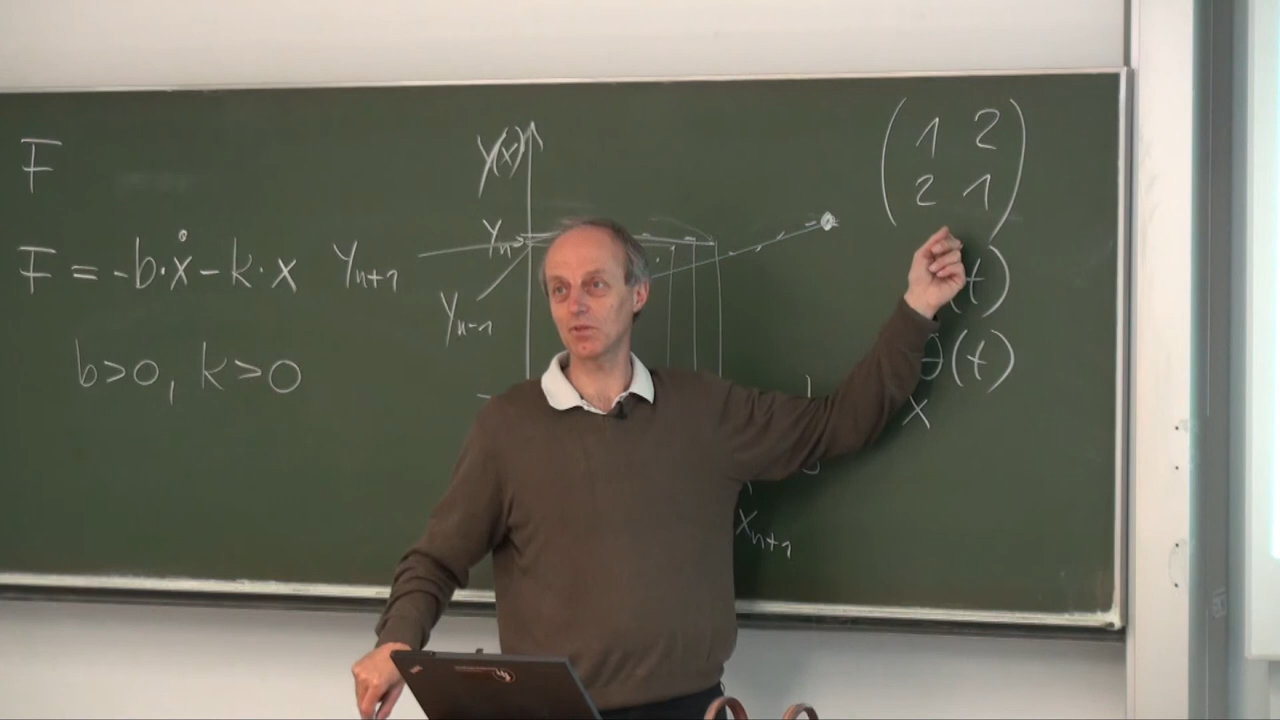 F
F = -b·ẋ - k·x
b>0, k>0
Y(x)
Yₙ
Yₙ₊₁
Yₙ₋₁
xₙ₊₁
( 1 2
2 1 )
(t)
(t)
x